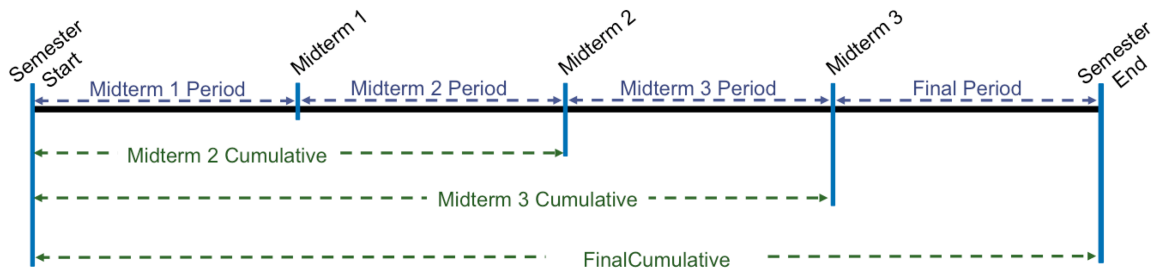 Semester
Start
Midterm 1
Midterm 2
Midterm 3
Semester
End
Midterm 1 Period
Midterm 2 Period
Midterm 3 Period
Final Period
Midterm 2 Cumulative
Midterm 3 Cumulative
FinalCumulative